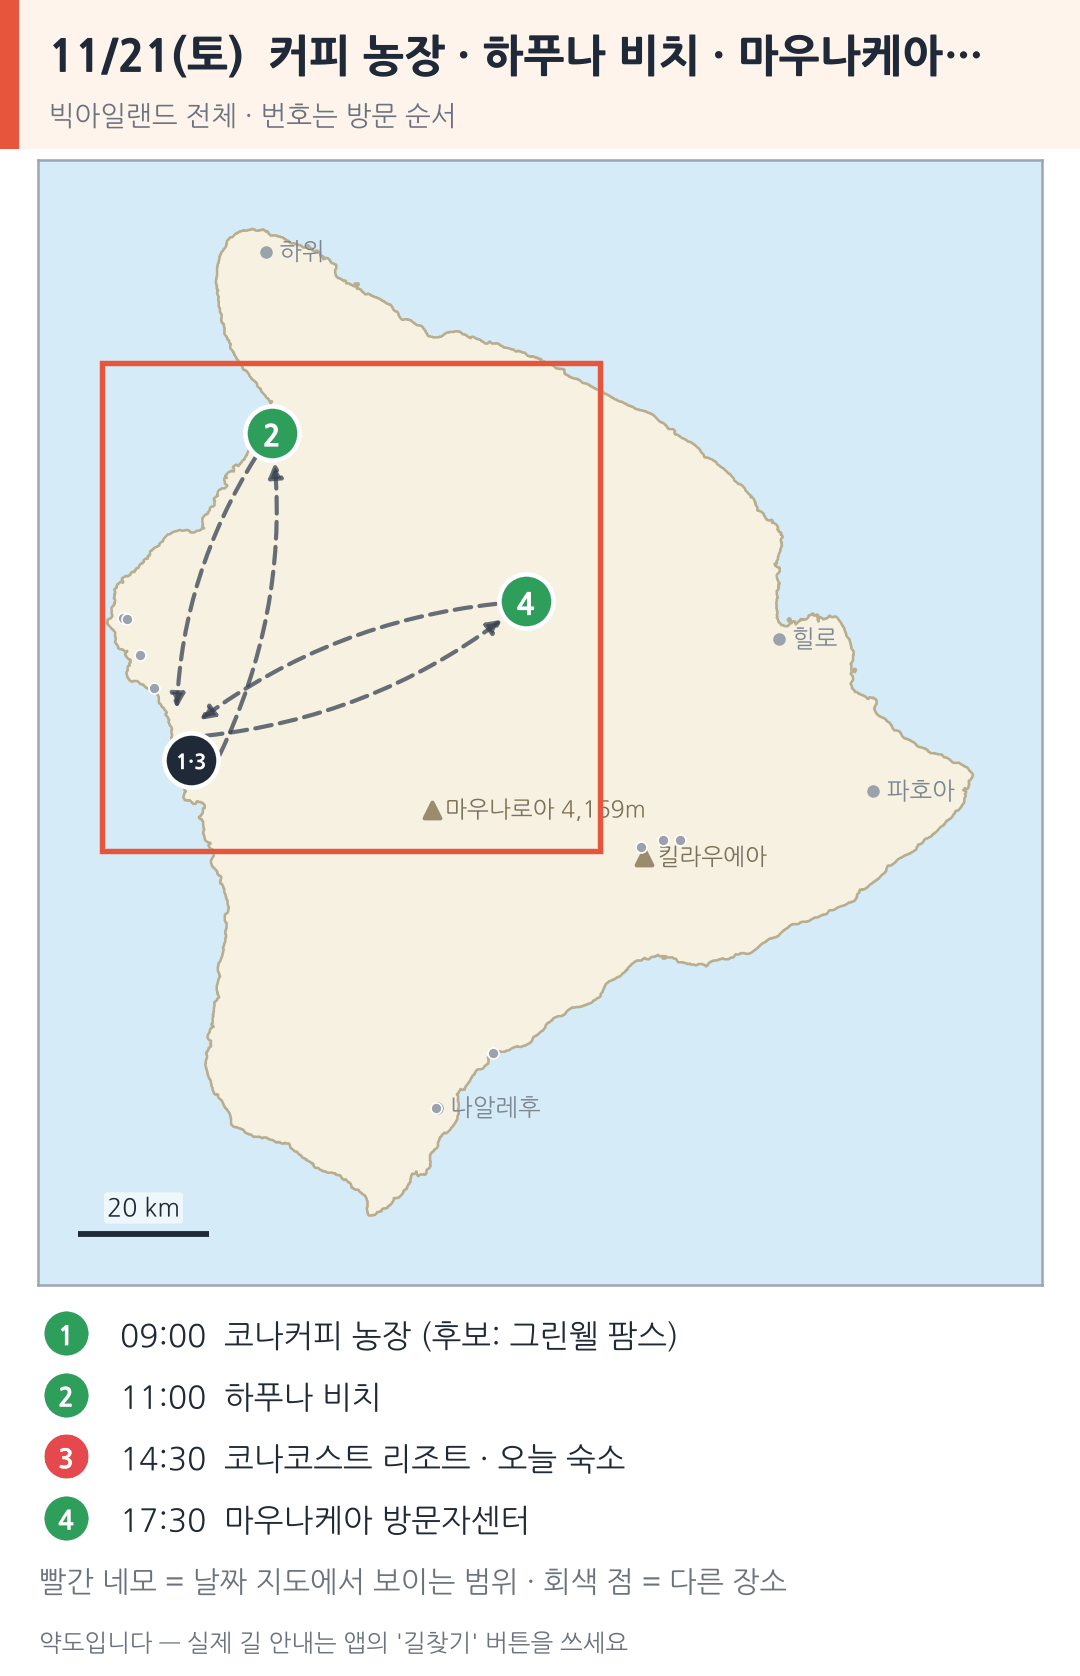 11/21(토) 커피 농장 · 하푸나 비치 · 마우나케아…
빅아일랜드 전체 · 번호는 방문 순서
하위
2
4
힐로
1·3
파호아
마우나로아 4,169m
킬라우에아
나알레후
20 km
1 09:00 코나커피 농장 (후보: 그린웰 팜스)
2 11:00 하푸나 비치
3 14:30 코나코스트 리조트 · 오늘 숙소
4 17:30 마우나케아 방문자센터
빨간 네모 = 날짜 지도에서 보이는 범위 · 회색 점 = 다른 장소
약도입니다 — 실제 길 안내는 앱의 '길찾기' 버튼을 쓰세요